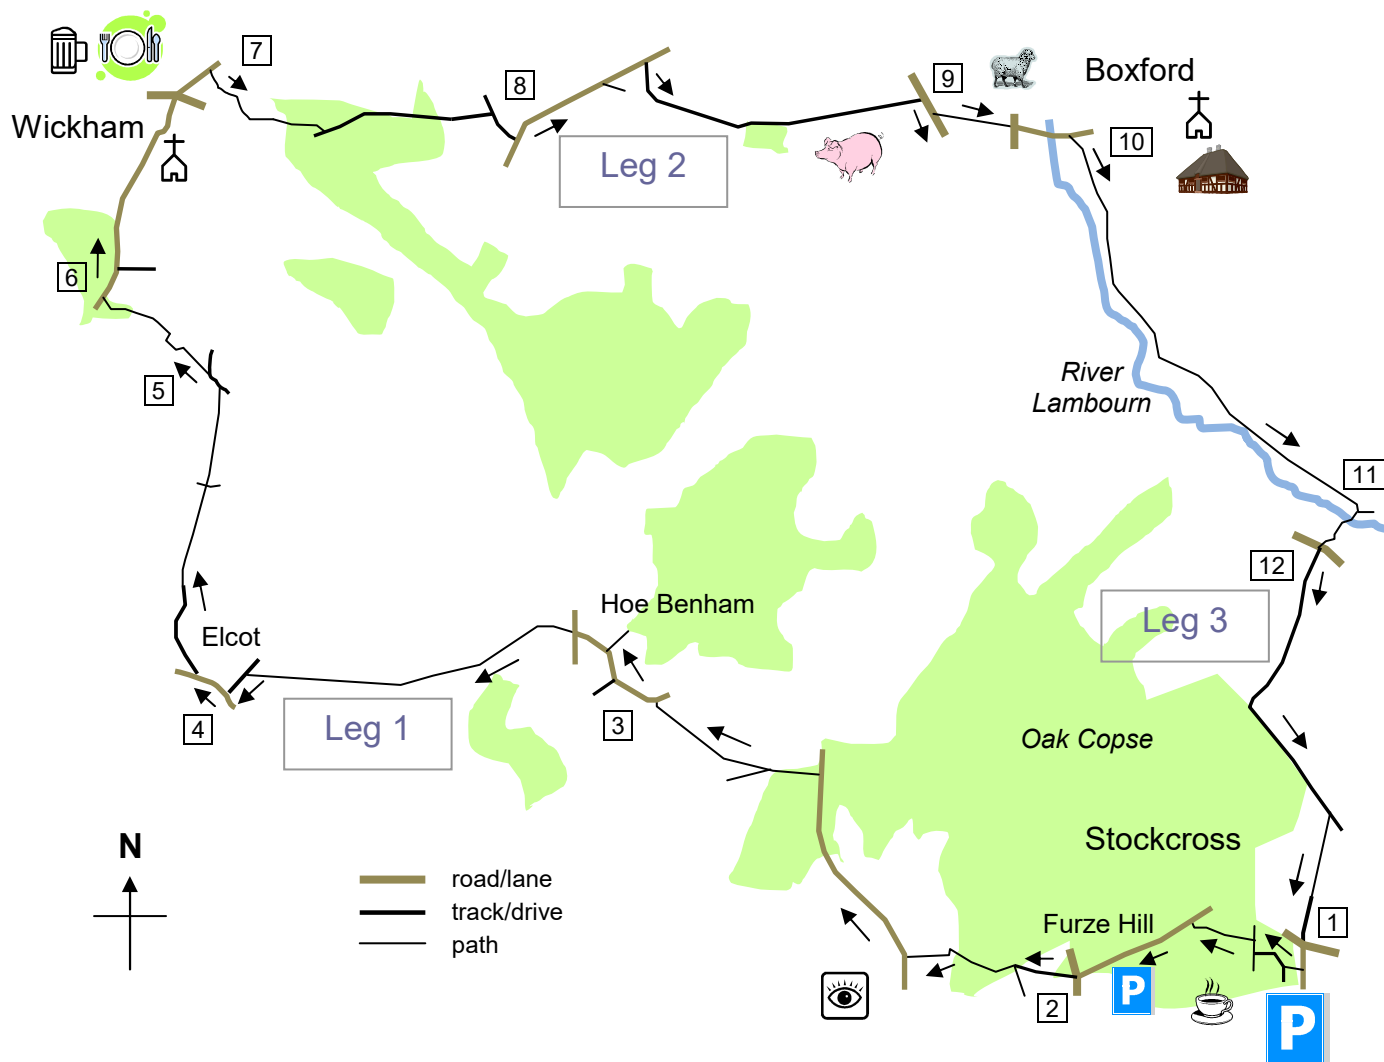 7
8
9
Boxford
Wickham
10
Leg 2
6
River
Lambourn
5
11
12
Hoe Benham
Leg 3
Elcot
4
Leg 1
3
Oak Copse
N
Stockcross
road/lane
track/drive
path
Furze Hill
1
2
P
P